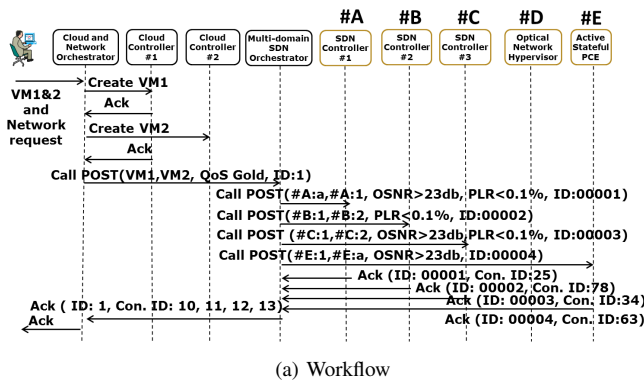 #A #B #C #D #E
Cloud and Network Orchestrator
Cloud Controller #1
Cloud Controller #2
Multi-domain SDN Orchestrator
SDN Controller #1
SDN Controller #2
SDN Controller #3
Optical Network Hypervisor
Active Stateful PCE
VM1&2 and Network request
Create VM1
Ack
Create VM2
Ack
Call POST(VM1,VM2, QoS Gold, ID:1)
Call POST(#A:a,#A:1, OSNR>23db, PLR<0.1%, ID:00001)
Call POST(#B:1,#B:2, PLR<0.1%, ID:00002)
Call POST (#C:1,#C:2, OSNR>23db,PLR<0.1%, ID:00003)
Call POST(#E:1,#E:a, OSNR>23db, ID:00004)
Ack (ID: 00001, Con. ID:25)
Ack (ID: 00002, Con. ID:78)
Ack (ID: 00003, Con. ID:34)
Ack ( ID: 1, Con. ID: 10, 11, 12, 13)
Ack (ID: 00004, Con. ID:63)
Ack
(a) Workflow